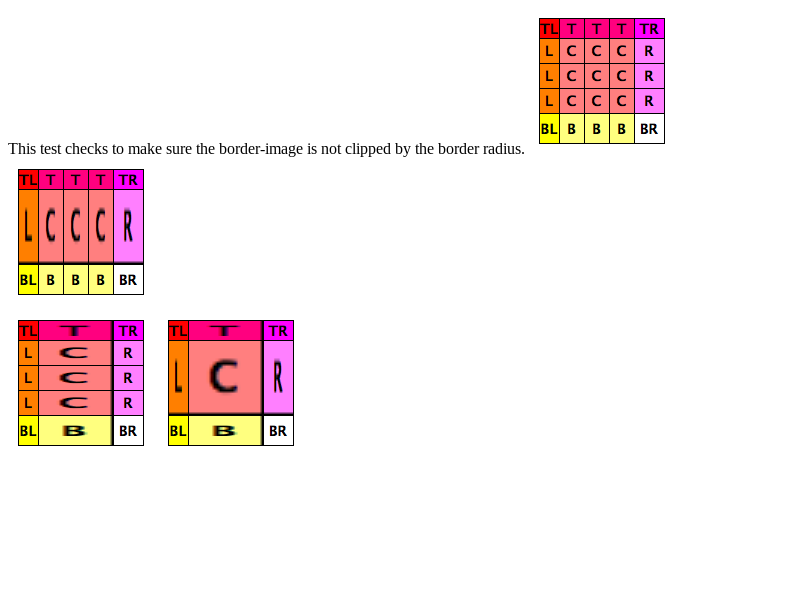 TL T T T TR
L C C C R
L C C C R
L C C C R
BL B B B BR
This test checks to make sure the border-image is not clipped by the border radius.
TL T T T TR
L C C C R
BL B B B BR
TL T TR
L C R
L C R
L C R
BL B BR
TL T TR
L C R
BL B BR